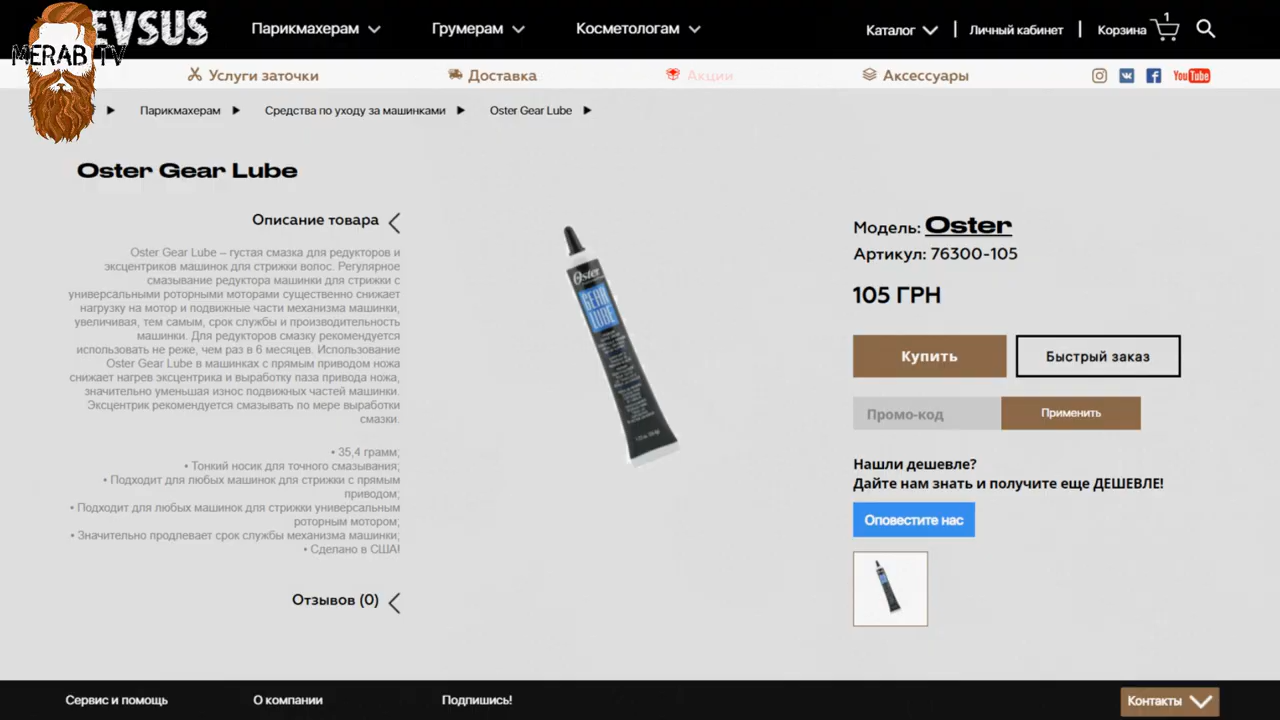 EVSUS
MERAB TV
Парикмахерам
Грумерам
Косметологам
Каталог
Личный кабинет
Корзина
1
Услуги заточки
Доставка
Акции
Аксессуары
You Tube
Парикмахерам
Средства по уходу за машинками
Oster Gear Lube
Oster Gear Lube
Описание товара
Oster Gear Lube – густая смазка для редукторов и
эксцентриков машинок для стрижки волос. Регулярное
смазывание редуктора машинки для стрижки с
универсальными роторными моторами существенно снижает
нагрузку на мотор и подвижные части механизма машинки,
увеличивая, тем самым, срок службы и производительность
машинки. Для редукторов смазку рекомендуется
использовать не реже, чем раз в 6 месяцев. Использование
Oster Gear Lube в машинках с прямым приводом ножа
снижает нагрев эксцентрика и выработку паза привода ножа,
значительно уменьшая износ подвижных частей машинки.
Эксцентрик рекомендуется смазывать по мере выработки
смазки.
• 35,4 грамм;
• Тонкий носик для точного смазывания;
• Подходит для любых машинок для стрижки с прямым
приводом;
• Подходит для любых машинок для стрижки универсальным
роторным мотором;
• Значительно продлевает срок службы механизма машинки;
• Сделано в США!
Отзывов (0)
Oster
GEAR
LUBE
Модель: Oster
Артикул: 76300-105
105 ГРН
Купить
Быстрый заказ
Промо-код
Применить
Нашли дешевле?
Дайте нам знать и получите еще ДЕШЕВЛЕ!
Оповестите нас
Сервис и помощь
О компании
Подпишись!
Контакты